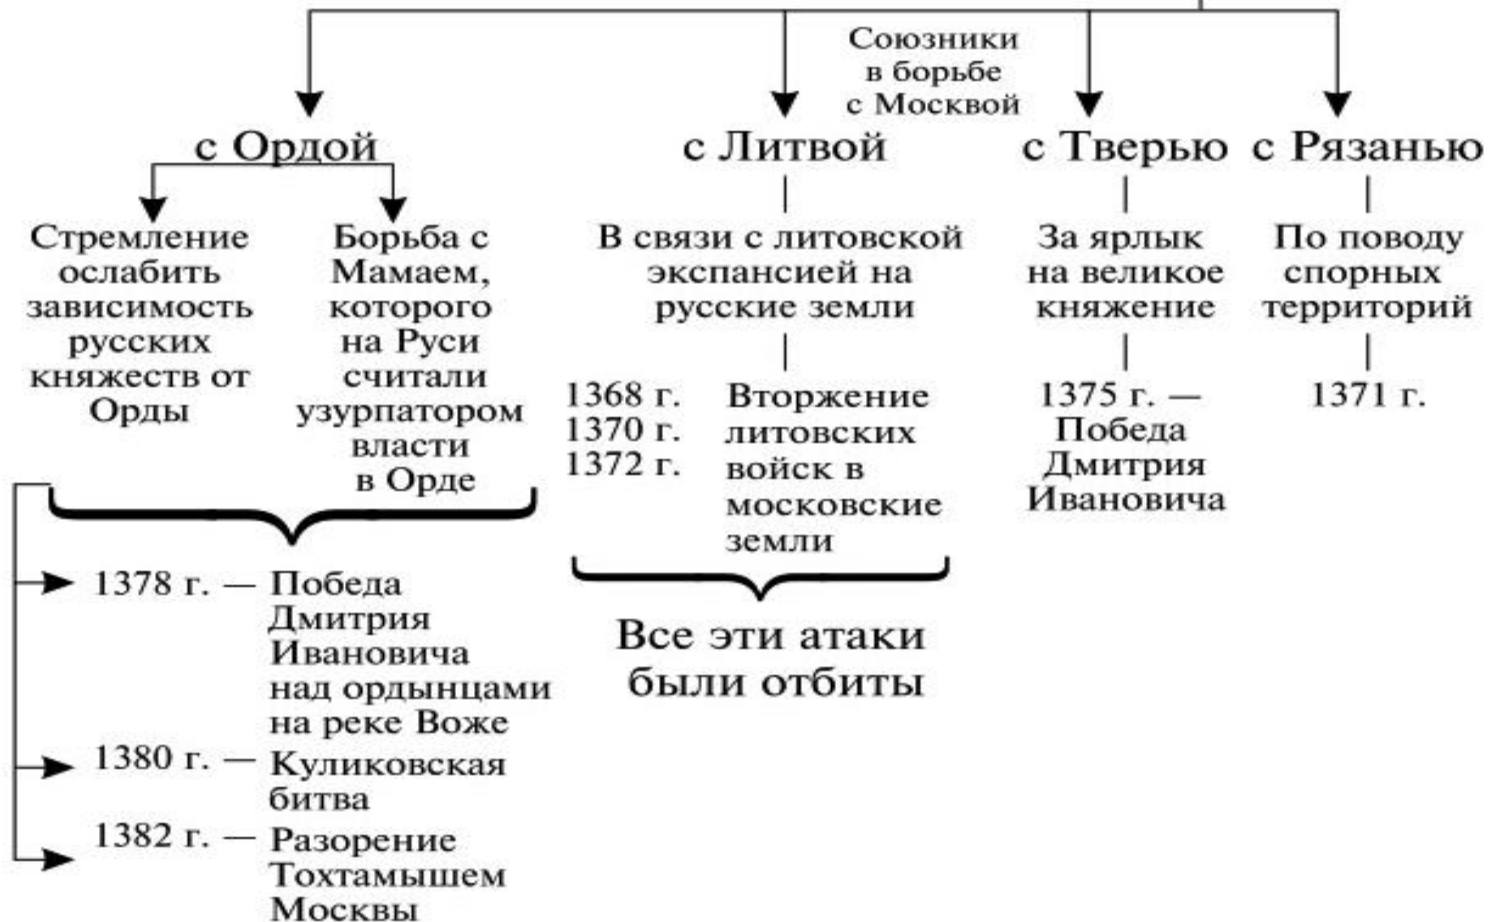 Союзники
в борьбе
с Москвой
с Ордой
Стремление
ослабить
зависимость
русских
княжеств от
Орды
Борьба с
Мамаем,
которого
на Руси
считали
узурпатором
власти
в Орде
1378 г. — Победа
Дмитрия
Ивановича
над ордынцами
на реке Воже
1380 г. — Куликовская
битва
1382 г. — Разорение
Тохтамышем
Москвы
с Литвой
В связи с литовской
экспансией на
русские земли
1368 г.
1370 г.
1372 г.
Вторжение
литовских
войск в
московские
земли
Все эти атаки
были отбиты
с Тверью
За ярлык
на великое
княжение
1375 г. —
Победа
Дмитрия
Ивановича
с Рязанью
По поводу
спорных
территорий
1371 г.